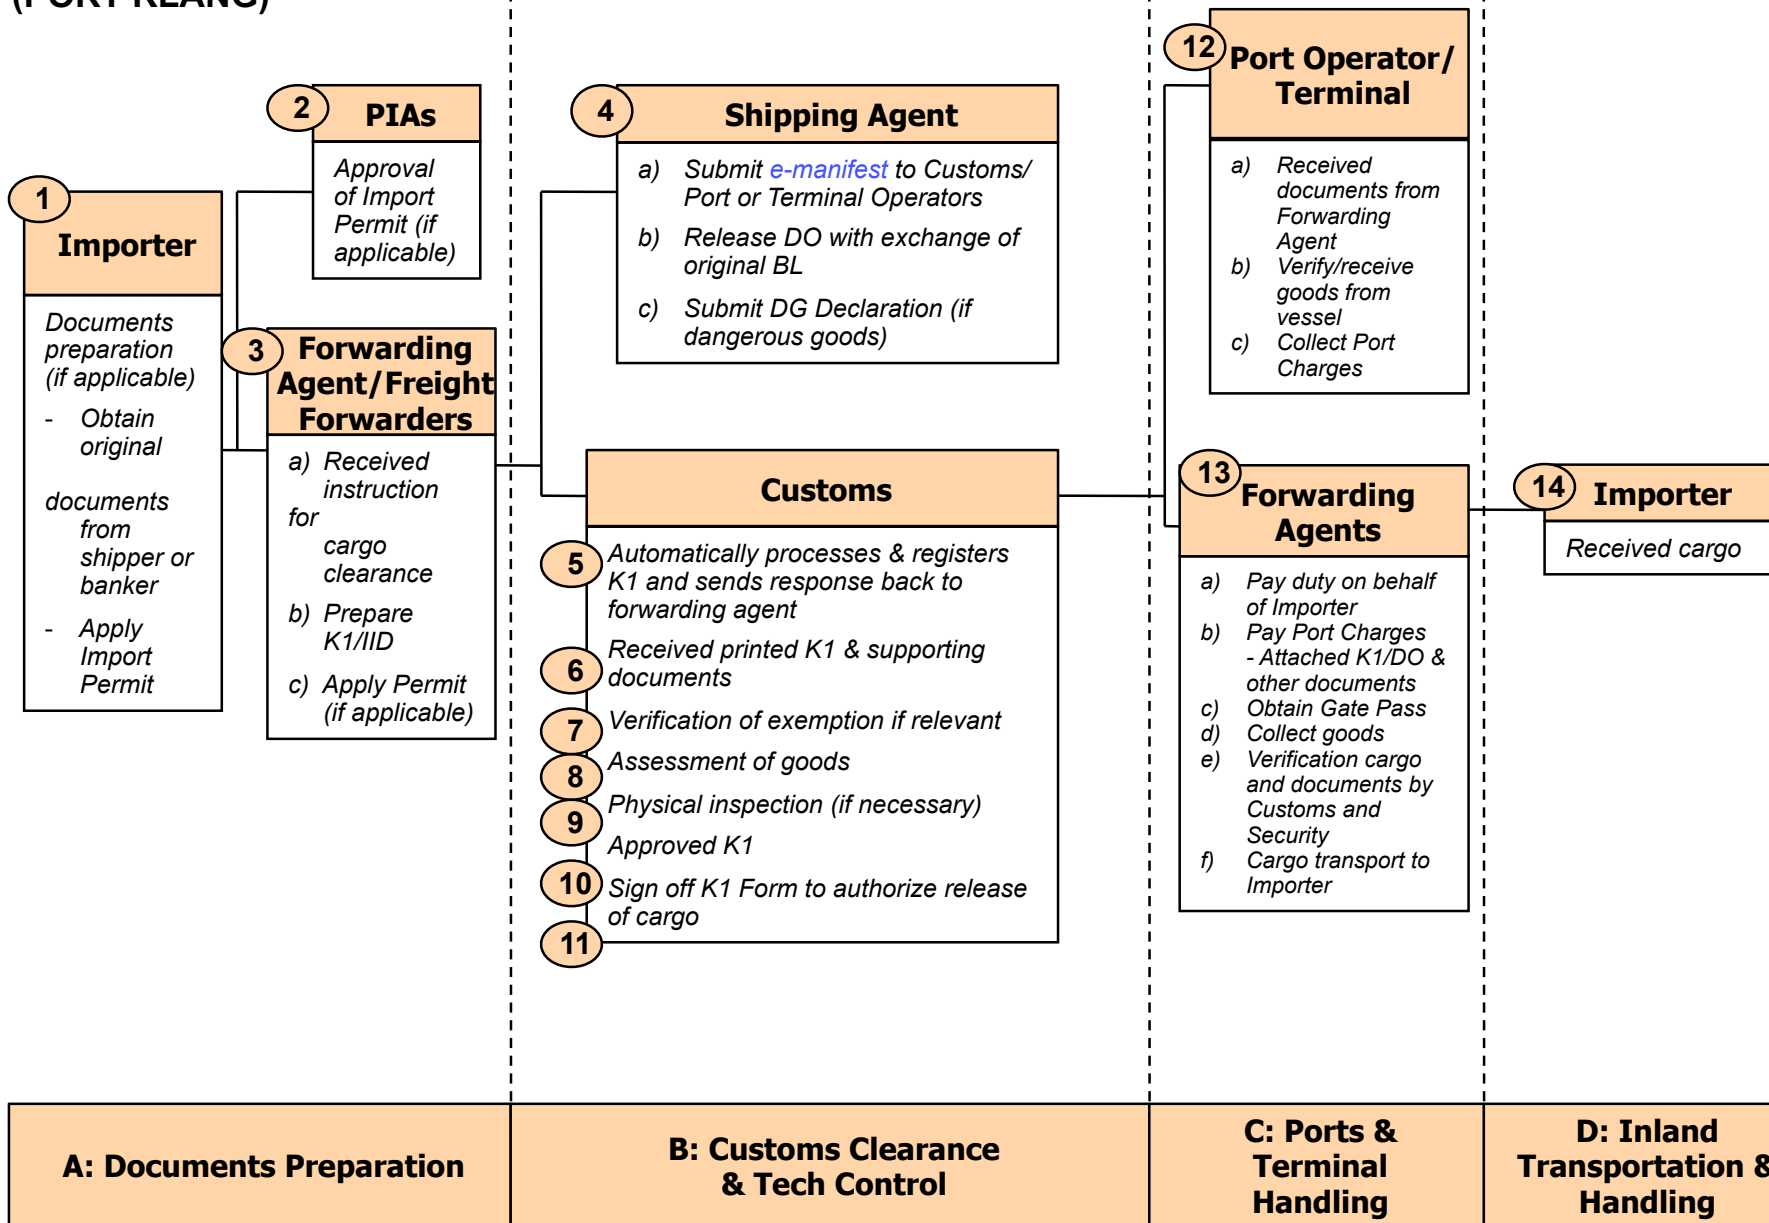 (PORT KLANG)
1
Importer
Documents
preparation
(if applicable)
- Obtain
original
documents
from
shipper or
banker
- Apply
Import
Permit
2
PIAs
Approval
of Import
Permit (if
applicable)
3
Forwarding
Agent/Freight
Forwarders
a) Received
instruction
for
cargo
clearance
b) Prepare
K1/IID
c) Apply Permit
(if applicable)
4
Shipping Agent
a) Submit e-manifest to Customs/
Port or Terminal Operators
b) Release DO with exchange of
original BL
c) Submit DG Declaration (if
dangerous goods)
Customs
5
Automatically processes & registers
K1 and sends response back to
forwarding agent
6
Received printed K1 & supporting
documents
7
Verification of exemption if relevant
8
Assessment of goods
9
Physical inspection (if necessary)
Approved K1
10
Sign off K1 Form to authorize release
of cargo
11
12
Port Operator/
Terminal
a) Received
documents from
Forwarding
Agent
b) Verify/receive
goods from
vessel
c) Collect Port
Charges
13
Forwarding
Agents
a) Pay duty on behalf
of Importer
b) Pay Port Charges
- Attached K1/DO &
other documents
c) Obtain Gate Pass
d) Collect goods
e) Verification cargo
and documents by
Customs and
Security
f) Cargo transport to
Importer
14
Importer
Received cargo
A: Documents Preparation
B: Customs Clearance
& Tech Control
C: Ports &
Terminal
Handling
D: Inland
Transportation &
Handling